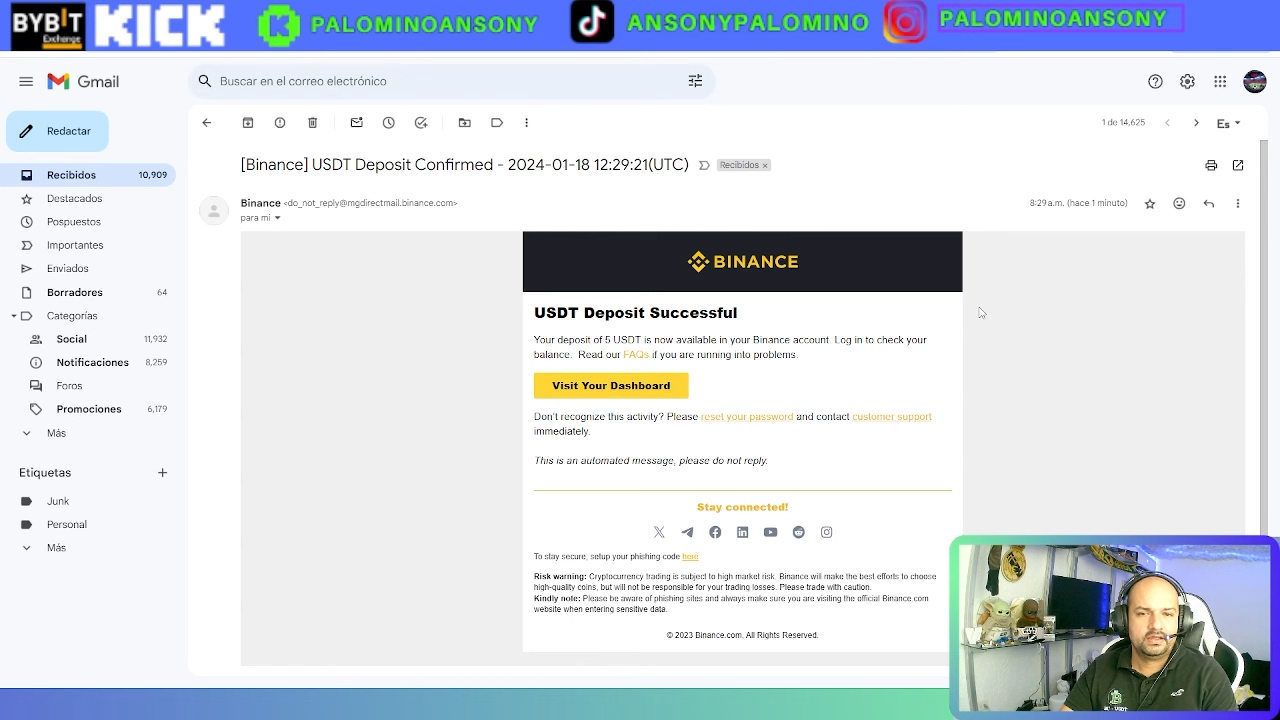 BYBIT
Exchange
KICK
PALOMINOANSONY
ANSONYPALOMINO
PALOMINOANSONY
Gmail
Buscar en el correo electrónico
Redactar
1 de 14,625
Es
Recibidos 10,909
Destacados
Pospuestos
Importantes
Enviados
Borradores 64
Categorías
Social 11,932
Notificaciones 8,259
Foros
Promociones 6,179
Más
Etiquetas
Junk
Personal
Más
[Binance] USDT Deposit Confirmed - 2024-01-18 12:29:21(UTC)
Recibidos x
Binance <do_not_reply@mgdirectmail.binance.com>
8:29 a.m. (hace 1 minuto)
para mí
BINANCE
USDT Deposit Successful
Your deposit of 5 USDT is now available in your Binance account. Log in to check your
balance. Read our FAQs if you are running into problems.
Visit Your Dashboard
Don't recognize this activity? Please reset your password and contact customer support
immediately.
This is an automated message, please do not reply.
Stay connected!
To stay secure, setup your phishing code here
Risk warning: Cryptocurrency trading is subject to high market risk. Binance will make the best efforts to choose
high-quality coins, but will not be responsible for your trading losses. Please trade with caution.
Kindly note: Please be aware of phishing sites and always make sure you are visiting the official Binance.com
website when entering sensitive data.
© 2023 Binance.com, All Rights Reserved.